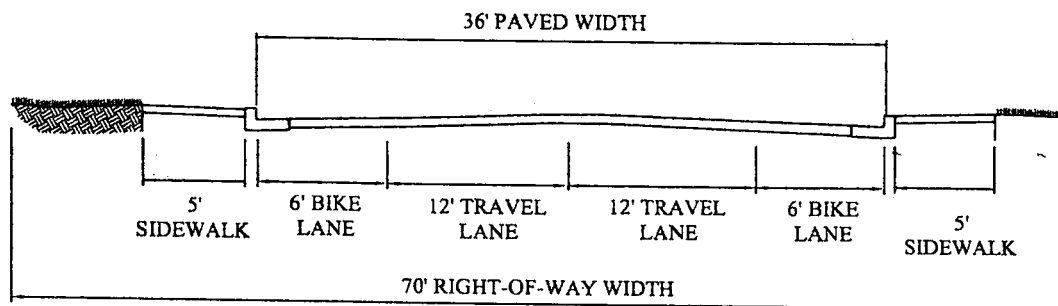 36' PAVED WIDTH
5'
SIDEWALK
6' BIKE
LANE
12' TRAVEL
LANE
12' TRAVEL
LANE
6' BIKE
LANE
5'
SIDEWALK
70' RIGHT-OF-WAY WIDTH